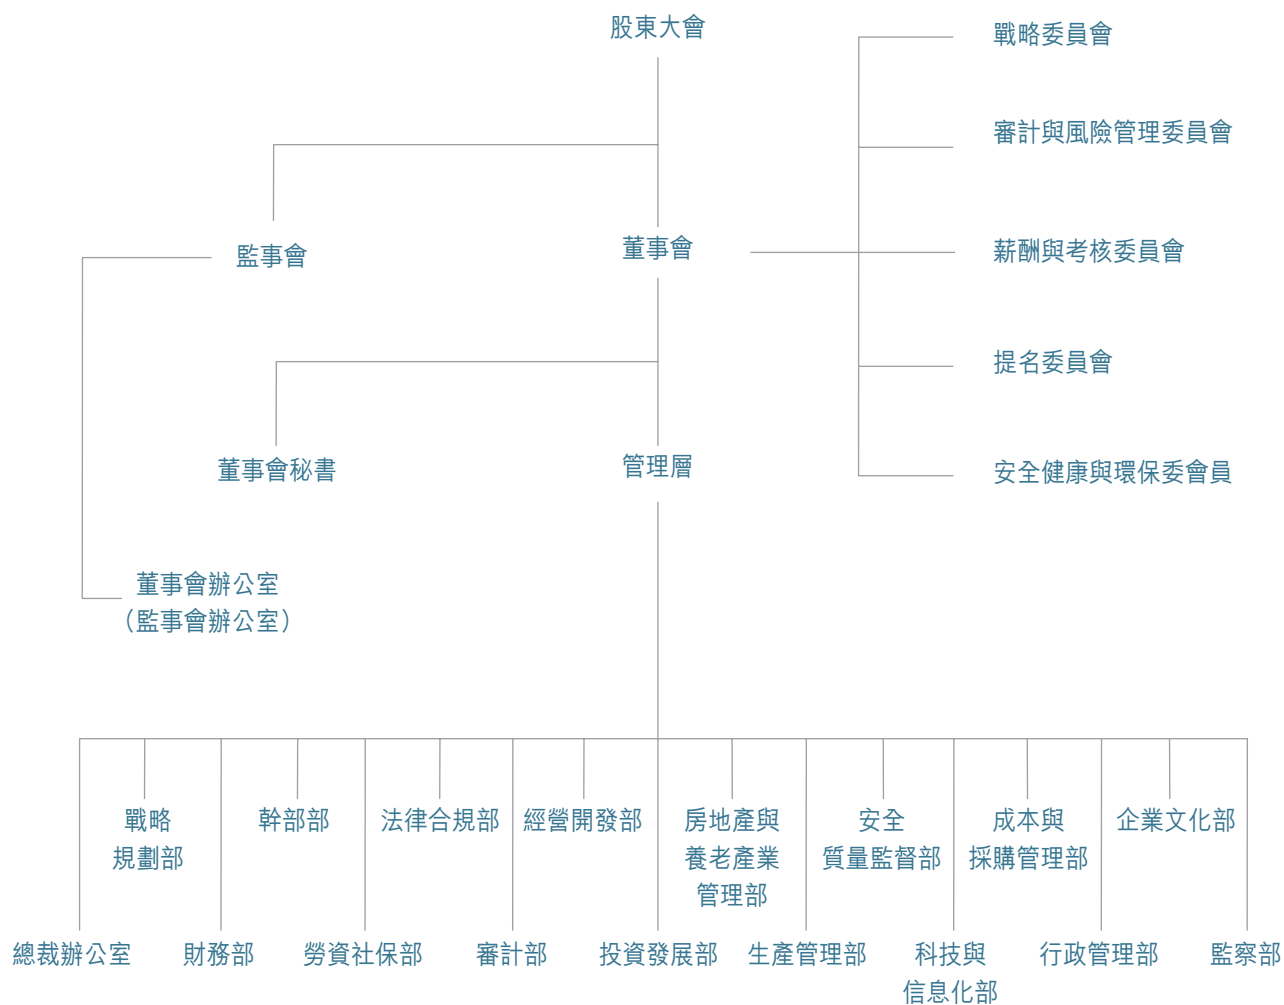 股東大會
戰略委員會
審計與風險管理委員會
監事會
董事會
薪酬與考核委員會
提名委員會
董事會秘書
管理層
安全健康與環保委會員
董事會辦公室
（監事會辦公室）
戰略
規劃部
幹部部
法律合規部
經營開發部
房地產與
養老產業
管理部
安全
質量監督部
成本與
採購管理部
企業文化部
總裁辦公室
財務部
勞資社保部
審計部
投資發展部
生產管理部
科技與
信息化部
行政管理部
監察部